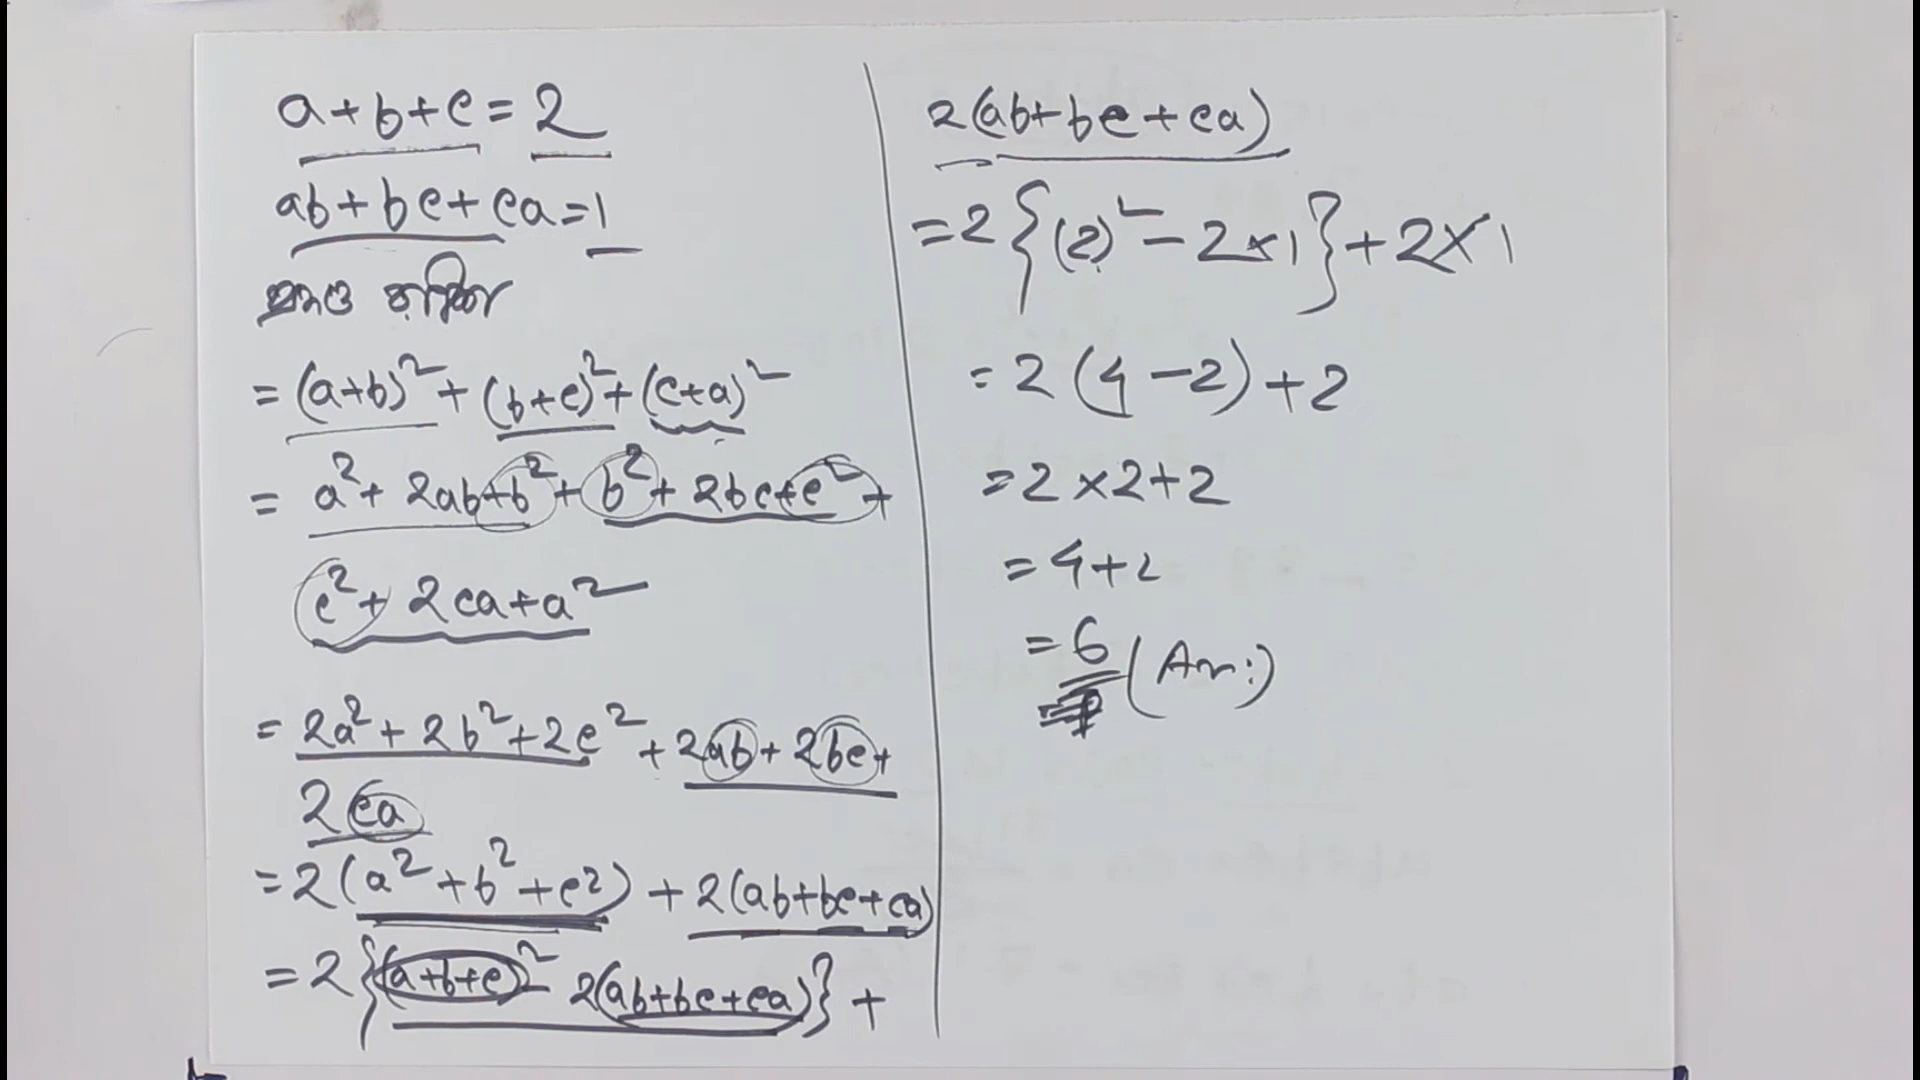 a+b+c=2
ab+bc+ca=1
প্রদত্ত রাশি
=(a+b)²+(b+c)²+(c+a)²
=a²+2ab+b²+b²+2bc+c²+
c²+2ca+a²
=2a²+2b²+2c²+2ab+2bc+
2ca
=2(a²+b²+c²)+2(ab+bc+ca)
=2{(a+b+c)²-2(ab+bc+ca)}+
2(ab+bc+ca)
=2{(2)²-2×1}+2×1
=2(4-2)+2
=2×2+2
=4+2
=6 (Ans:)